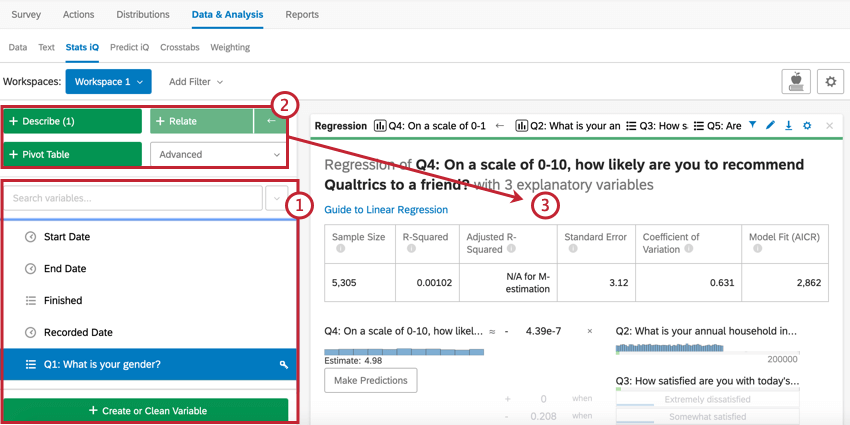 Survey Actions Distributions Data & Analysis Reports
Data Text Stats iQ Predict iQ Crosstabs Weighting
Workspaces: Workspace 1 Add Filter
2
+ Describe (1) + Relate ←
+ Pivot Table Advanced
Search variables...
1
Start Date
End Date
Finished
Recorded Date
Q1: What is your gender?
+ Create or Clean Variable
Regression Q4: On a scale of 0-1 ← Q2: What is your an Q3: How s Q5: Are
Regression of Q4: On a scale of 0-10, how likely are you to recommend
Qualtrics to a friend? with 3 explanatory variables
3
Guide to Linear Regression
Sample Size R-Squared Adjusted R-Squared Standard Error Coefficient of Variation Model Fit (AICR)
5,305 0.00102 N/A for M-estimation 3.12 0.631 2,862
Q4: On a scale of 0-10, how likel... ≈ - 4.39e-7 × Q2: What is your annual household in...
200000
Estimate: 4.98
Make Predictions
Q3: How satisfied are you with today's...
+ 0 when Extremely dissatisfied
- 0.208 when Somewhat satisfied